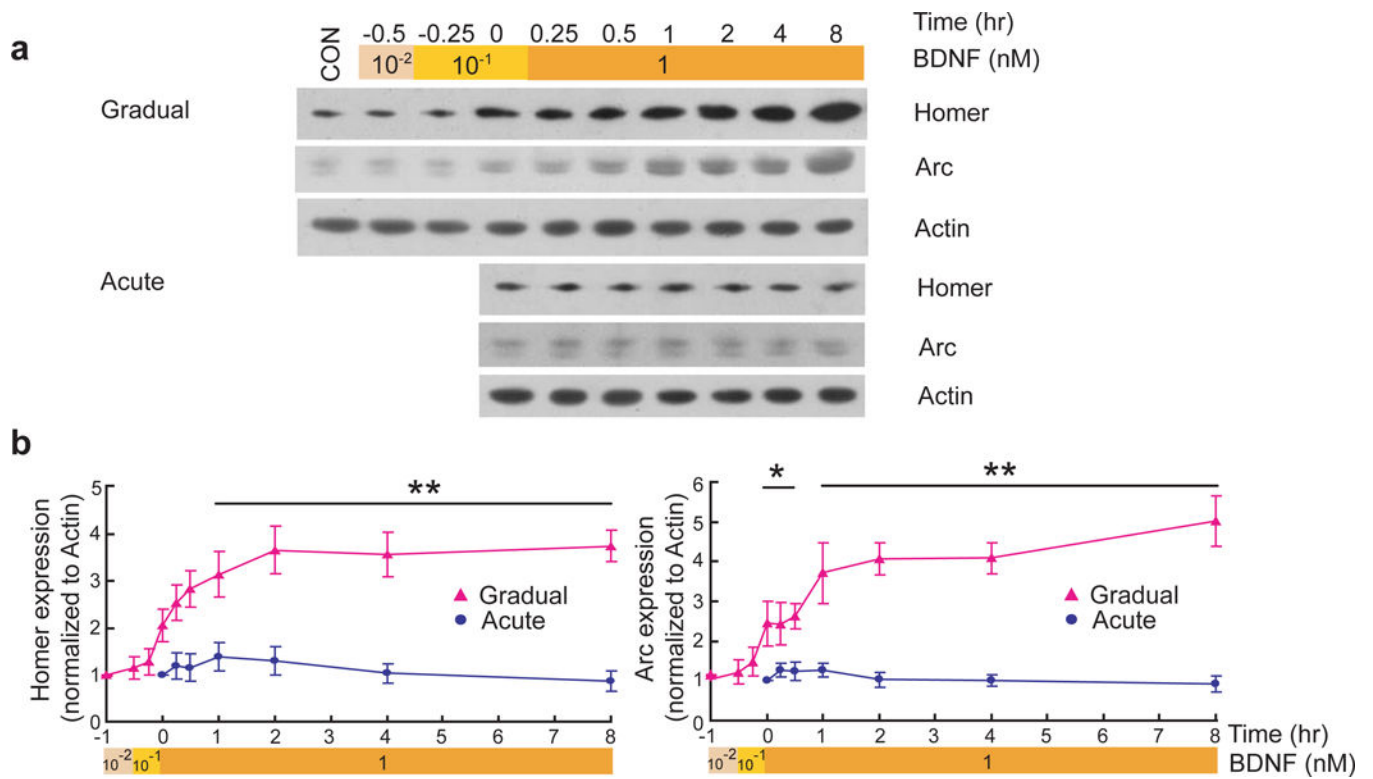 a
CON -0.5 -0.25 0 0.25 0.5 1 2 4 8 Time (hr)
10⁻² 10⁻¹ 1 BDNF (nM)
Gradual Homer
Arc
Actin
Acute Homer
Arc
Actin
b
**
Homer expression
(normalized to Actin)
5
4
3
2
1
0
Gradual
Acute
-1 0 1 2 3 4 5 6 7 8
10⁻² 10⁻¹ 1
* **
Arc expression
(normalized to Actin)
6
5
4
3
2
1
0
Gradual
Acute
-1 0 1 2 3 4 5 6 7 8 Time (hr)
10⁻² 10⁻¹ 1 BDNF (nM)